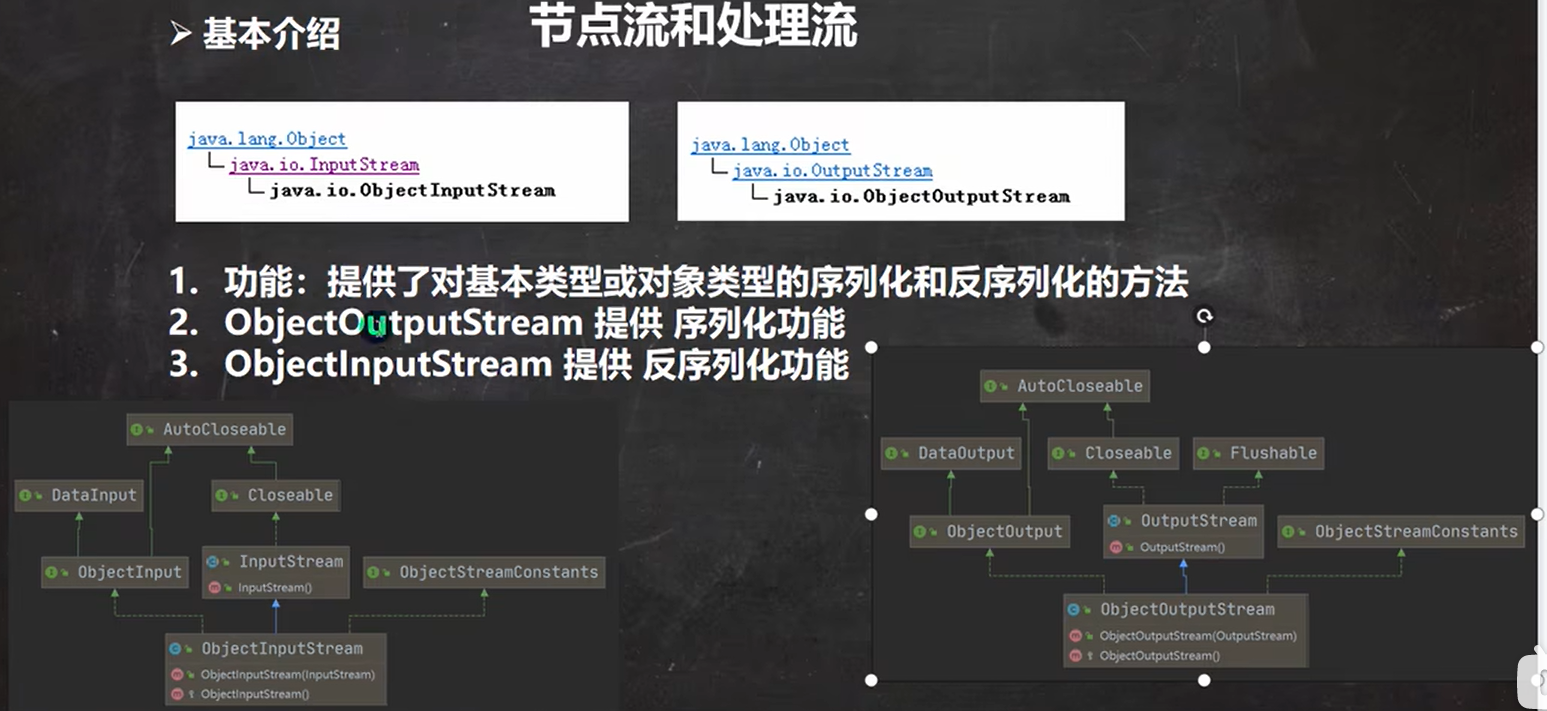 节点流和处理流
➢ 基本介绍
java.lang.Object
java.io.InputStream
java.io.ObjectInputStream
java.lang.Object
java.io.OutputStream
java.io.ObjectOutputStream
1. 功能：提供了对基本类型或对象类型的序列化和反序列化的方法
2. ObjectOutputStream 提供 序列化功能
3. ObjectInputStream 提供 反序列化功能
AutoCloseable
DataInput
Closeable
ObjectInput
InputStream
InputStream()
ObjectStreamConstants
ObjectInputStream
ObjectInputStream(InputStream)
ObjectInputStream()
AutoCloseable
DataOutput
Closeable
Flushable
ObjectOutput
OutputStream
OutputStream()
ObjectStreamConstants
ObjectOutputStream
ObjectOutputStream(OutputStream)
ObjectOutputStream()